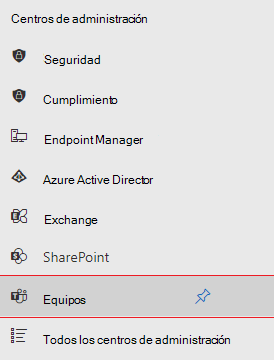 Centros de administración
Seguridad
Cumplimiento
Endpoint Manager
Azure Active Director
Exchange
SharePoint
Equipos
Todos los centros de administración